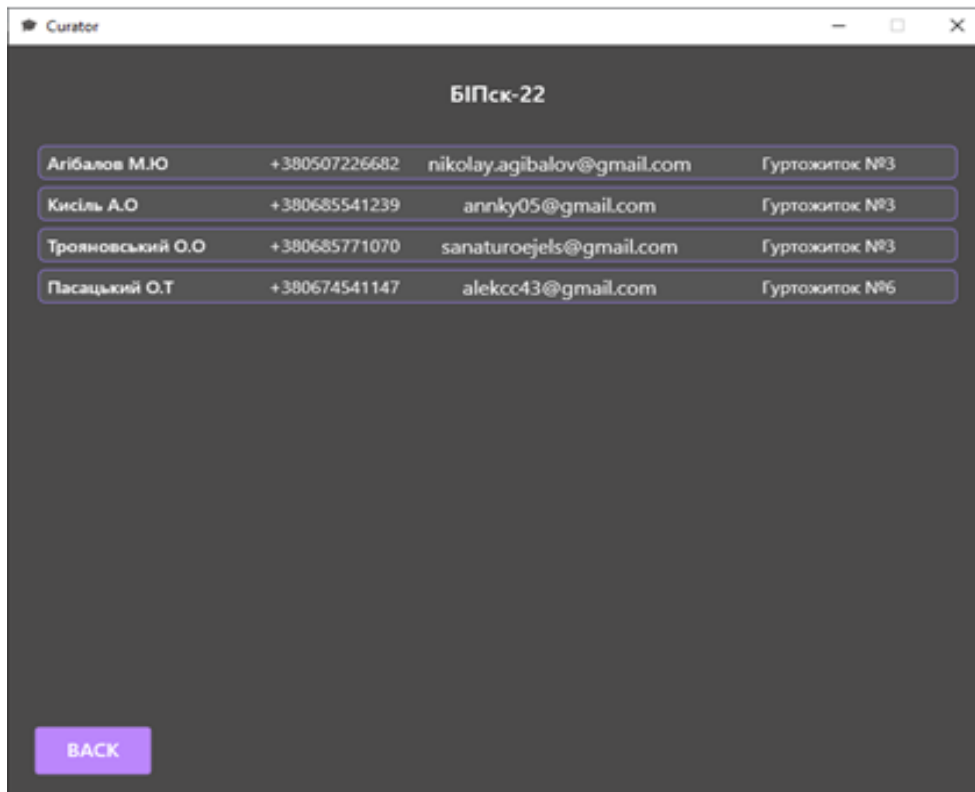 Curator
БІПск-22
Агібалов М.Ю +380507226682 nikolay.agibalov@gmail.com Гуртожиток №3
Кисіль А.О +380685541239 annky05@gmail.com Гуртожиток №3
Трояновський О.О +380685771070 sanaturoejels@gmail.com Гуртожиток №3
Пасацький О.Т +380674541147 alekcc43@gmail.com Гуртожиток №6
BACK